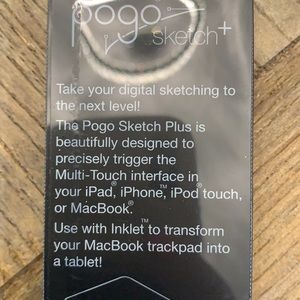 pogo
sketch+
Take your digital sketching to
the next level!
The Pogo Sketch Plus is
beautifully designed to
precisely trigger the
Multi-Touch interface in
your iPad®, iPhone™, iPod® touch,
or MacBook®.
Use with Inklet™ to transform
your MacBook trackpad into
a tablet!